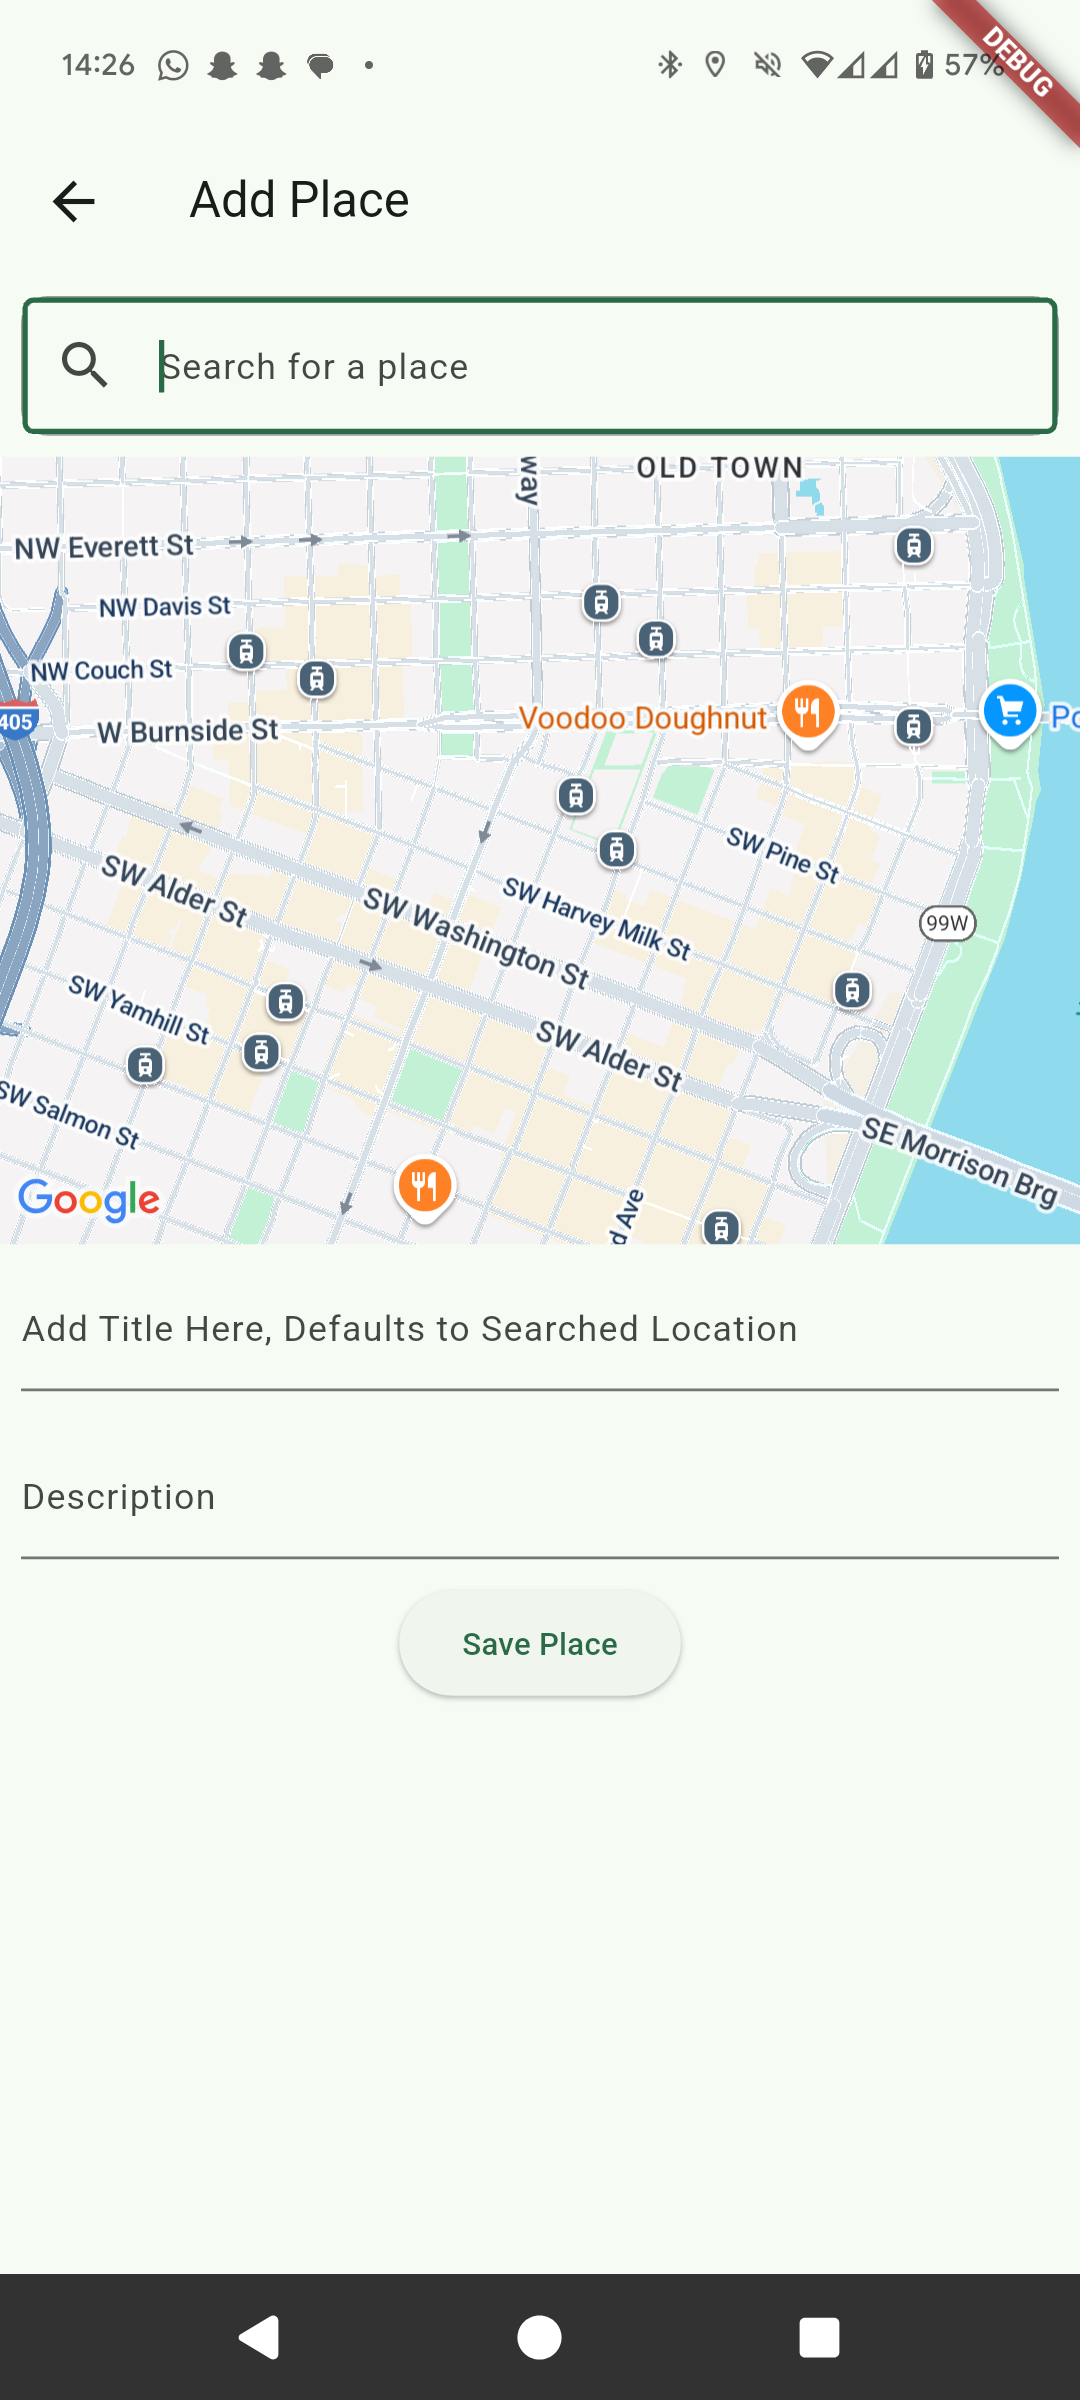 14:26
57%
DEBUG
Add Place
Search for a place
way
OLD TOWN
NW Everett St
NW Davis St
NW Couch St
405
W Burnside St
Voodoo Doughnut
Po
SW Pine St
SW Alder St
SW Washington St
SW Harvey Milk St
99W
SW Yamhill St
SW Alder St
SW Salmon St
SE Morrison Brg
Google
d Ave
Add Title Here, Defaults to Searched Location
Description
Save Place